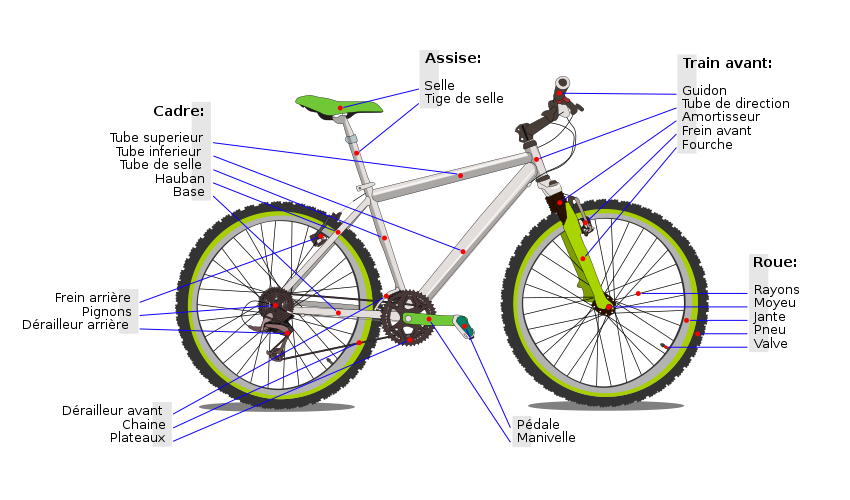 Assise:
Selle
Tige de selle
Train avant:
Guidon
Tube de direction
Amortisseur
Frein avant
Fourche
Cadre:
Tube superieur
Tube inferieur
Tube de selle
Hauban
Base
Roue:
Rayons
Moyeu
Jante
Pneu
Valve
Frein arrière
Pignons
Dérailleur arrière
Dérailleur avant
Chaine
Plateaux
Pédale
Manivelle